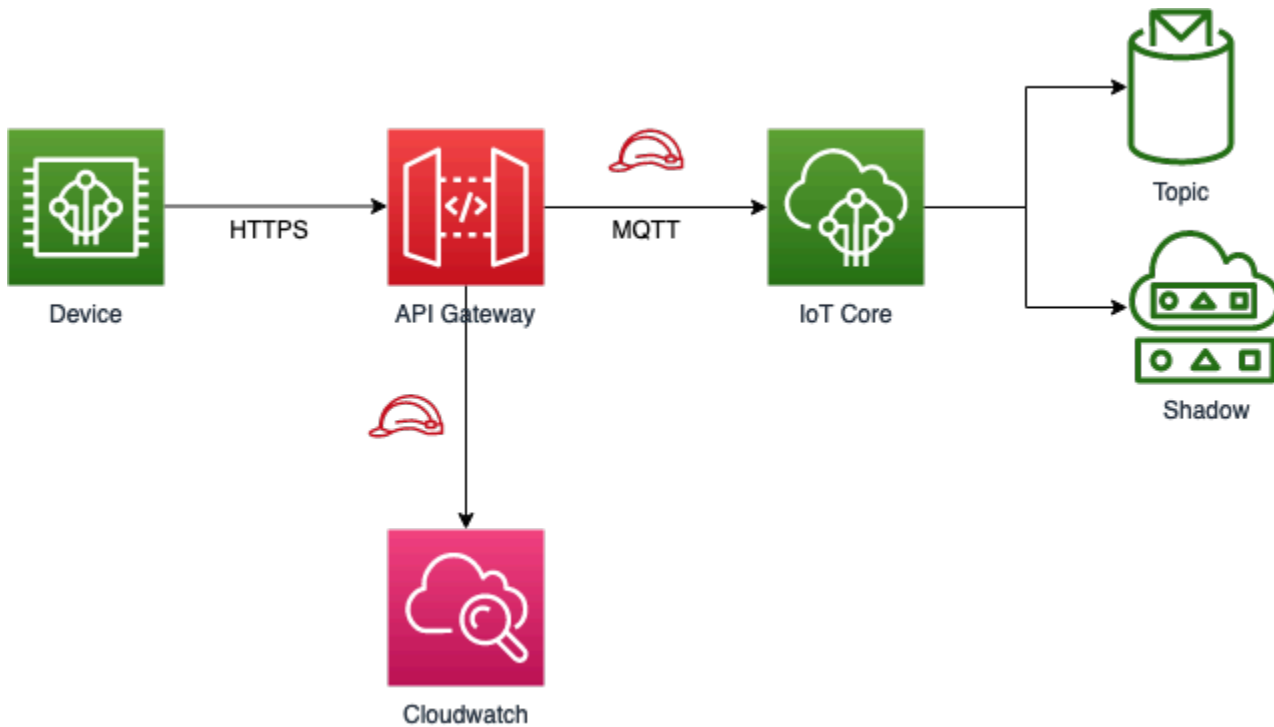 Topic
HTTPS
MQTT
Device
API Gateway
</>
IoT Core
Shadow
Cloudwatch